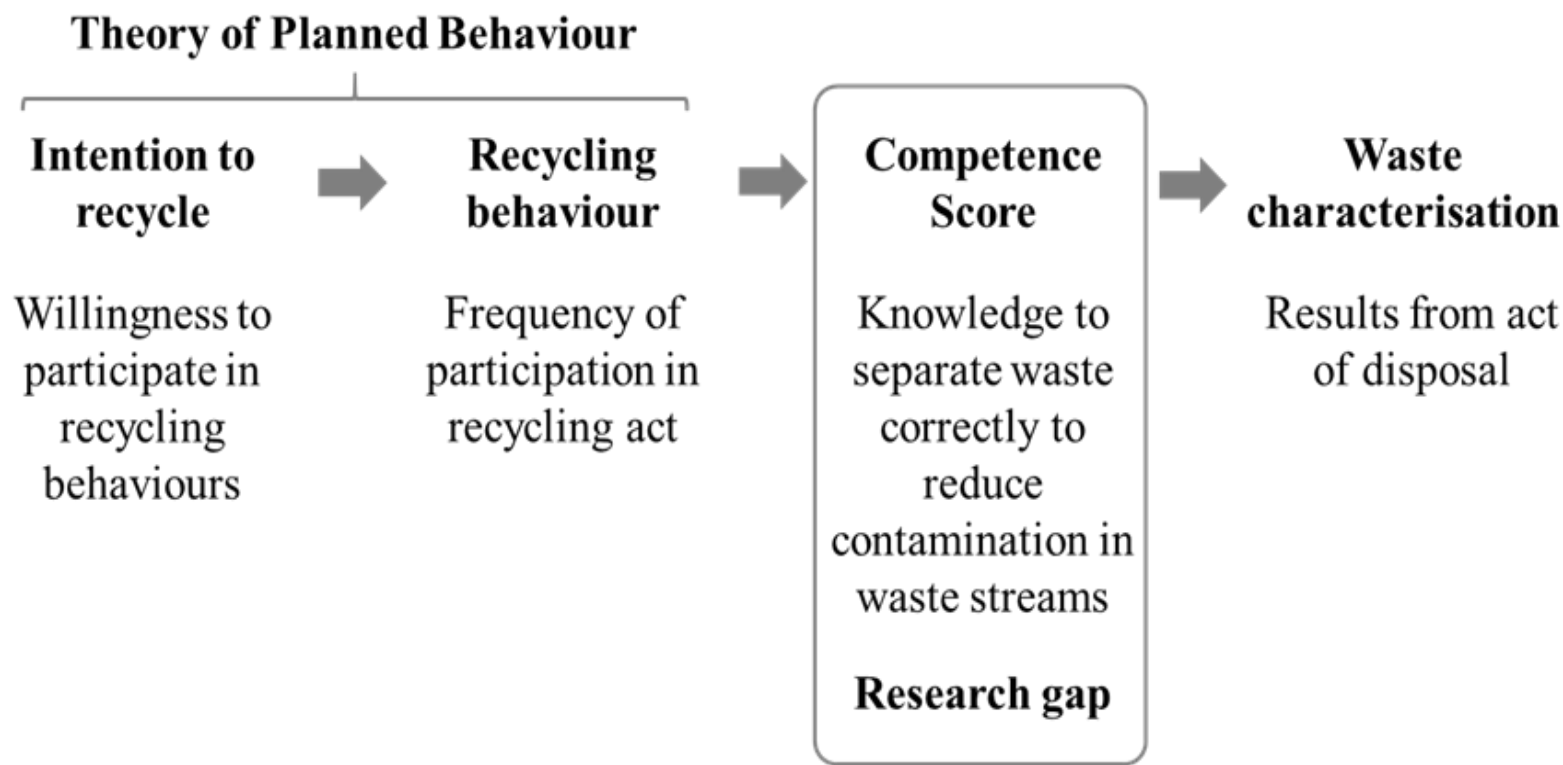 Theory of Planned Behaviour
Intention to
recycle
Willingness to
participate in
recycling
behaviours
Recycling
behaviour
Frequency of
participation in
recycling act
Competence
Score
Knowledge to
separate waste
correctly to
reduce
contamination in
waste streams
Research gap
Waste
characterisation
Results from act
of disposal